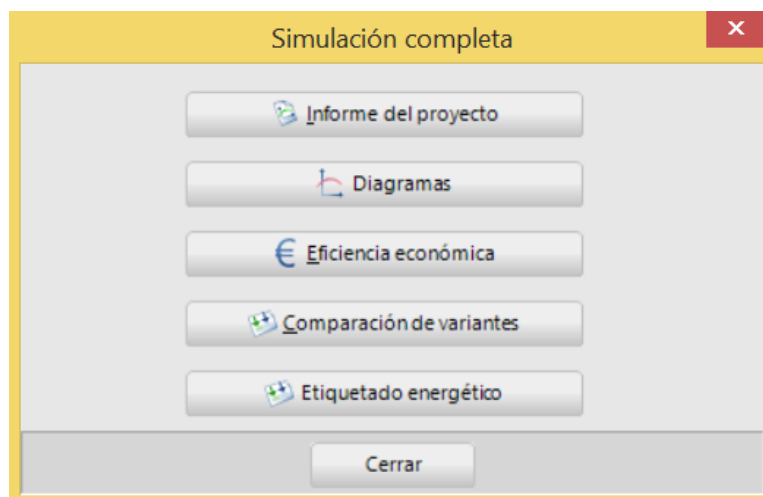 Simulación completa
x
Informe del proyecto
Diagramas
€ Eficiencia económica
Comparación de variantes
Etiquetado energético
Cerrar